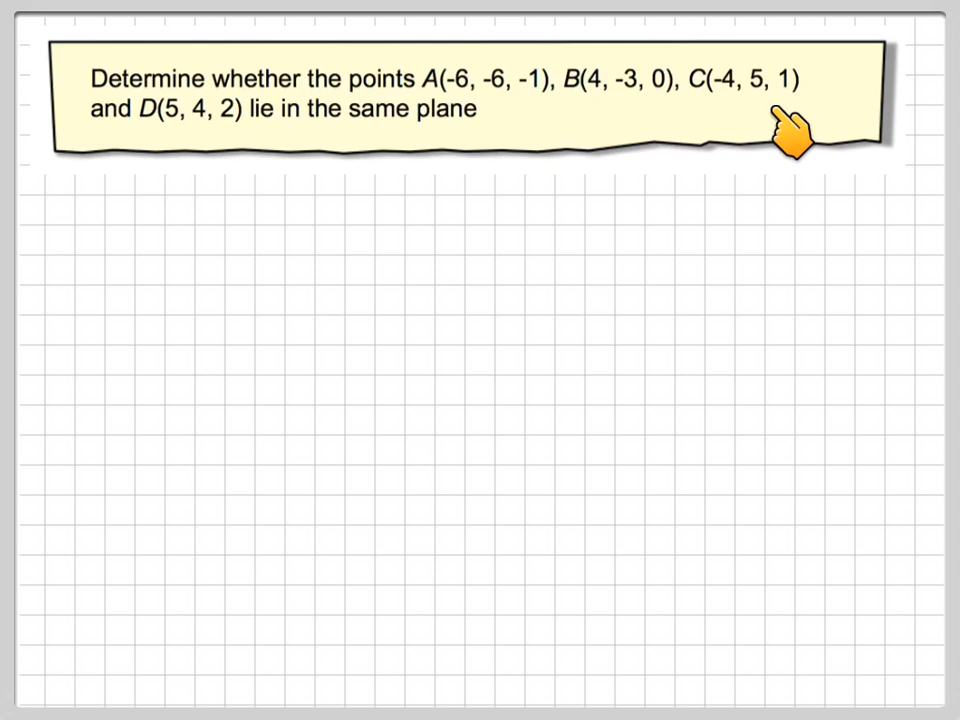 Determine whether the points A(-6, -6, -1), B(4, -3, 0), C(-4, 5, 1)
and D(5, 4, 2) lie in the same plane